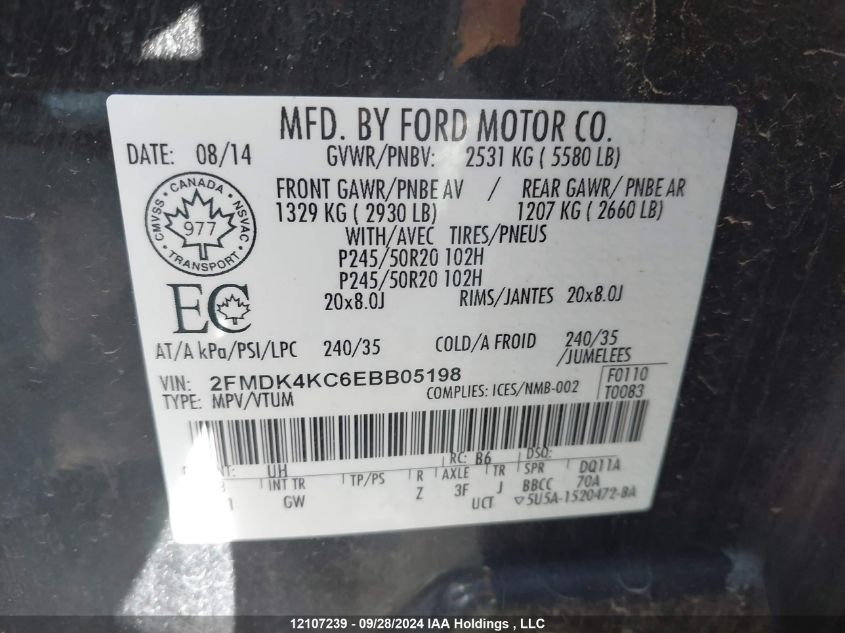 MFD. BY FORD MOTOR CO.
DATE: 08/14 GVWR/PNBV: 2531 KG ( 5580 LB)
FRONT GAWR/PNBE AV / REAR GAWR/ PNBE AR
1329 KG ( 2930 LB) 1207 KG ( 2660 LB)
WITH/AVEC TIRES/PNEUS
P245/50R20 102H
P245/50R20 102H
20x8.0J RIMS/JANTES 20x8.0J
CANADA
CMVSS NSVAC
977
TRANSPORT
EC
AT/A kPa/PSI/LPC 240/35 COLD/A FROID 240/35
/JUMELEES
VIN: 2FMDK4KC6EBB05198 F0110
TYPE: MPV/VTUM COMPLIES: ICES/NMB-002 T0083
UH RC: B6 DSO:
INT TR TP/PS R AXLE TR SPR DQ11A
GW Z 3F J BBCC 70A
UCT ▽5U5A-1520472-BA
12107239 - 09/28/2024 IAA Holdings , LLC